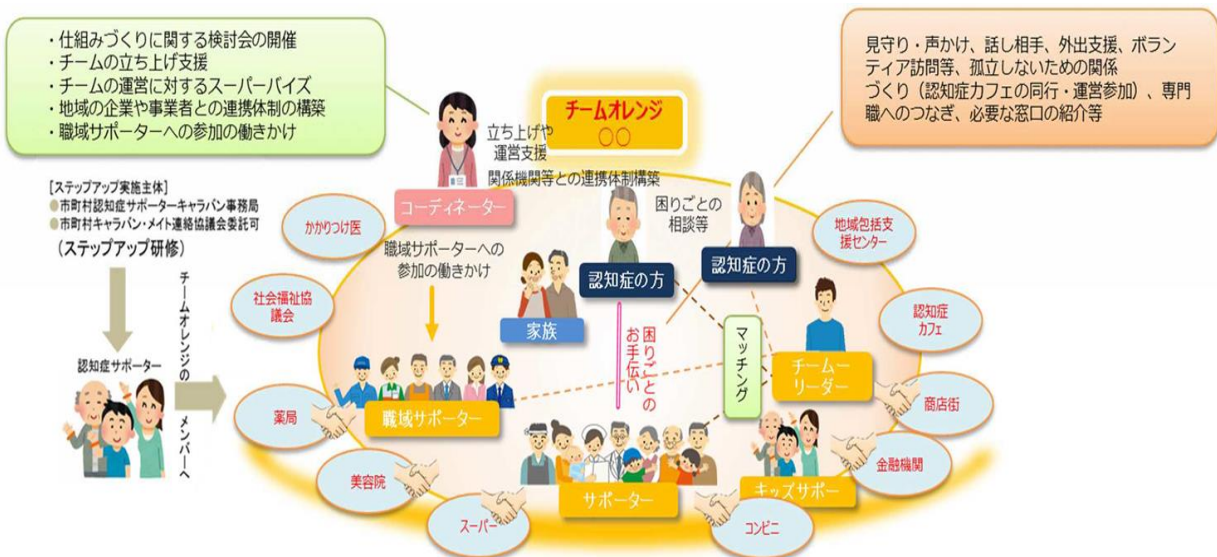 ・仕組みづくりに関する検討会の開催
・チームの立ち上げ支援
・チームの運営に対するスーパーバイズ
・地域の企業や事業者との連携体制の構築
・職域サポーターへの参加の働きかけ
見守り・声かけ、話し相手、外出支援、ボラン
ティア訪問等、孤立しないための関係
づくり（認知症カフェの同行・運営参加）、専門
職へのつなぎ、必要な窓口の紹介等
チームオレンジ
○○
立ち上げや
運営支援
関係機関等との連携体制構築
コーディネーター
[ステップアップ実施主体]
●市町村認知症サポーターキャラバン事務局
●市町村キャラバン・メイト連絡協議会委託可
（ステップアップ研修）
かかりつけ医
職域サポーターへの
参加の働きかけ
困りごとの
相談等
地域包括支
援センター
認知症の方
認知症の方
社会福祉協
議会
家族
認知症
カフェ
チームオレンジの
メンバーへ
認知症サポーター
困りごとの
お手伝い
マッチング
チームー
リーダー
薬局
職域サポーター
商店街
美容院
サポーター
キッズサポー
金融機関
スーパー
コンビニ